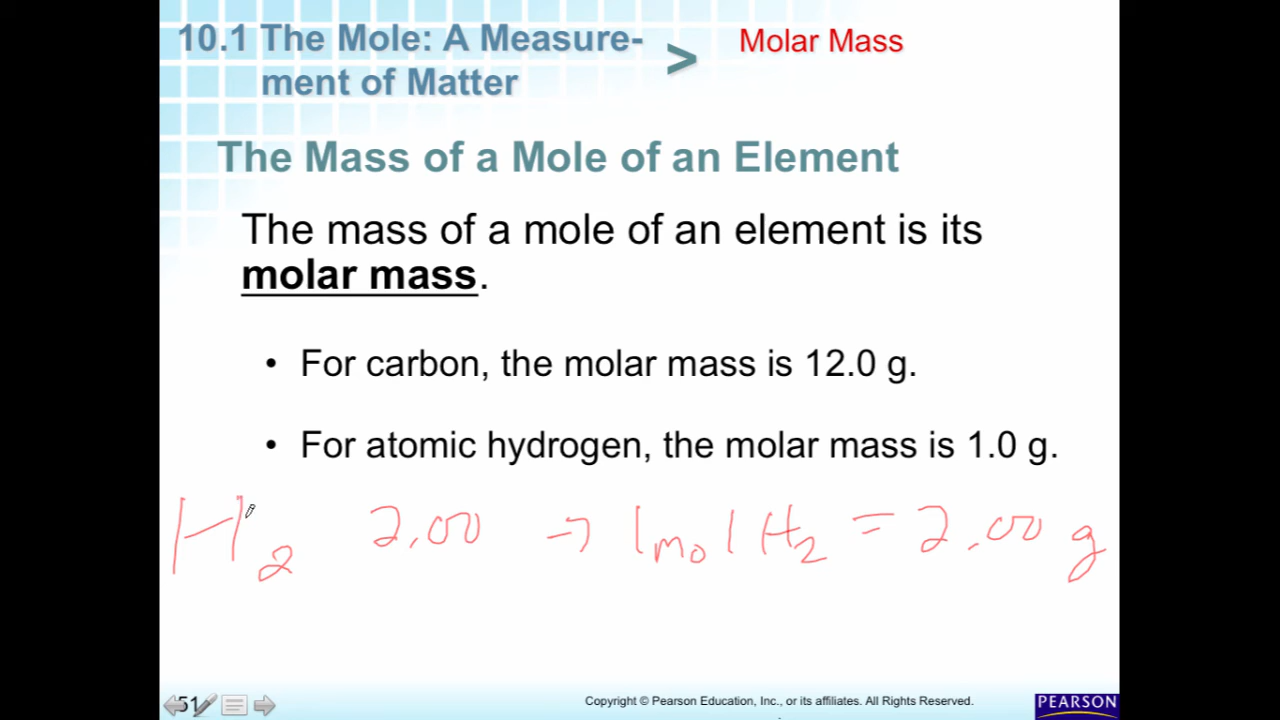 10.1 The Mole: A Measure-
ment of Matter
>
Molar Mass
The Mass of a Mole of an Element
The mass of a mole of an element is its
molar mass.
• For carbon, the molar mass is 12.0 g.
• For atomic hydrogen, the molar mass is 1.0 g.
H2 2.00 → 1 mol H2 = 2.00 g
51
Copyright © Pearson Education, Inc., or its affiliates. All Rights Reserved.
PEARSON